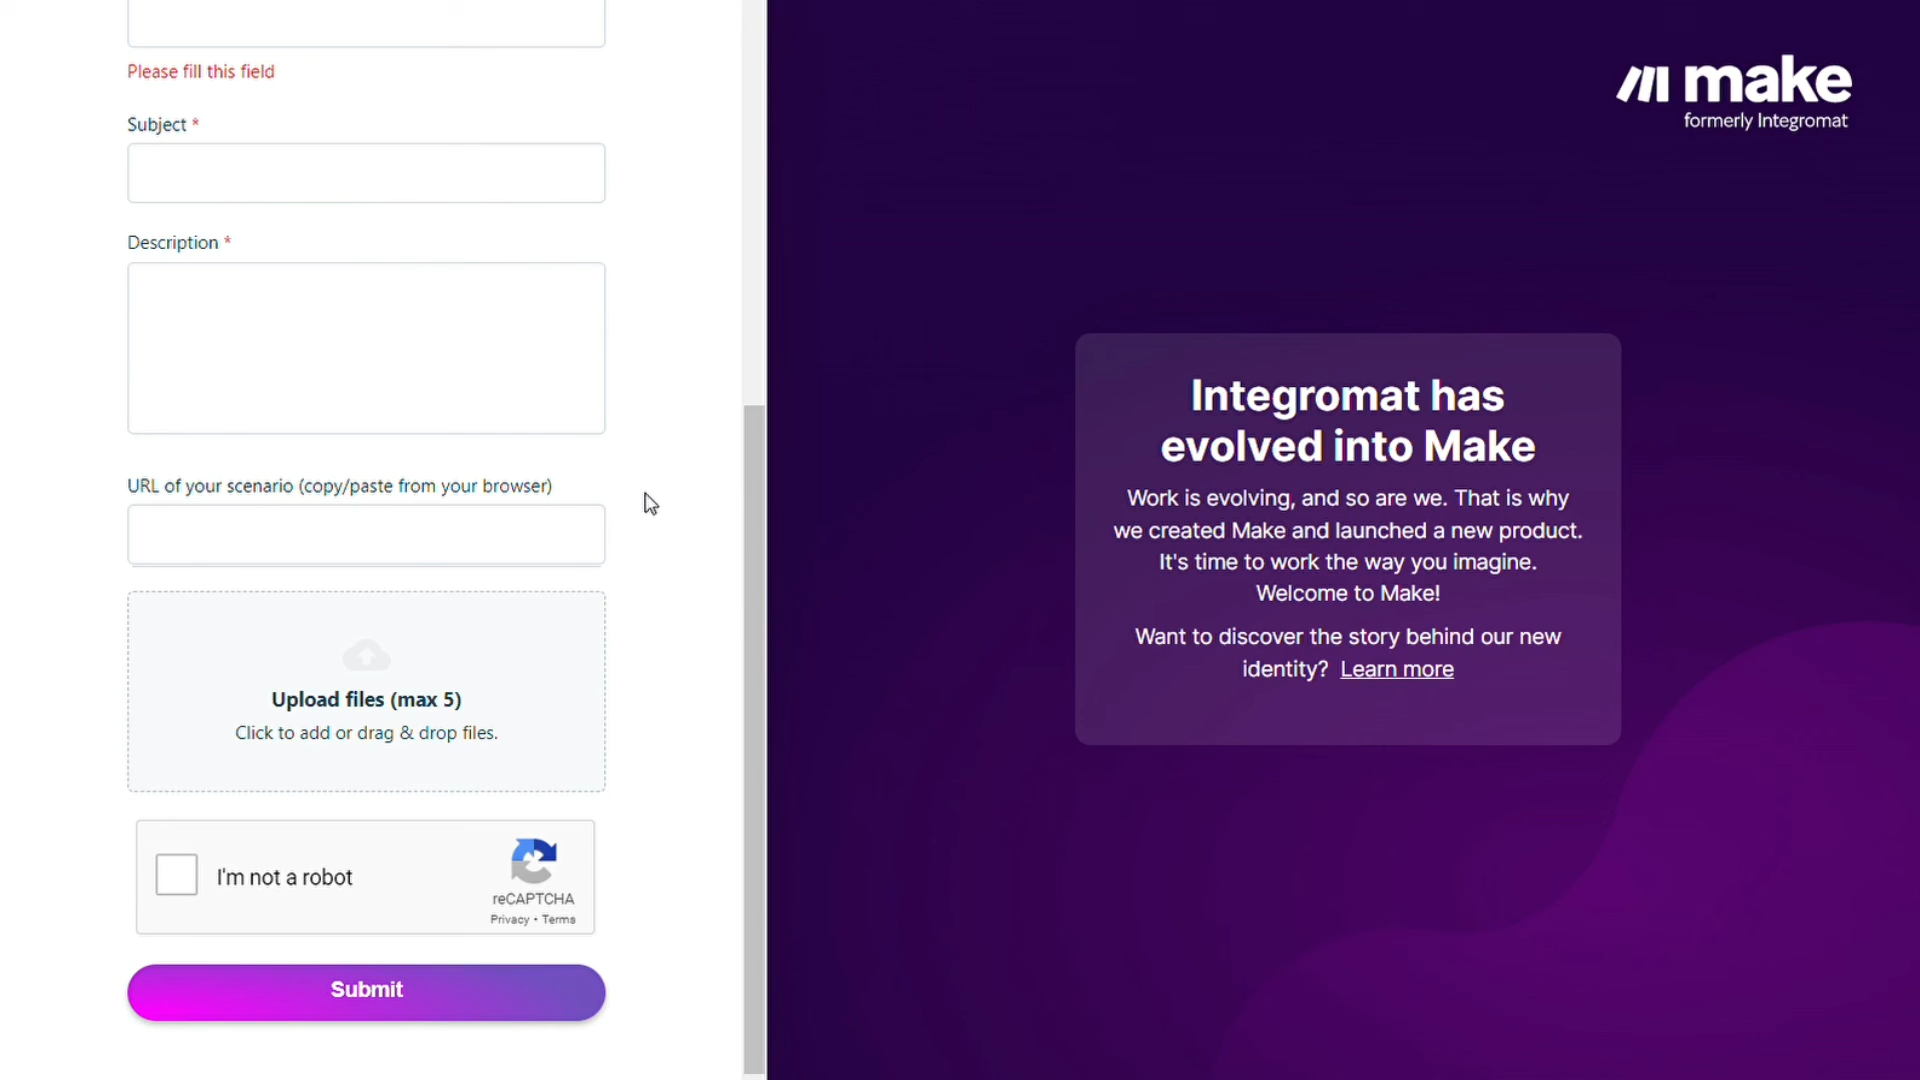 Please fill this field
Subject *
Description *
URL of your scenario (copy/paste from your browser)
Upload files (max 5)
Click to add or drag & drop files.
I'm not a robot
reCAPTCHA
Privacy • Terms
Submit
make
formerly Integromat
Integromat has
evolved into Make
Work is evolving, and so are we. That is why
we created Make and launched a new product.
It's time to work the way you imagine.
Welcome to Make!
Want to discover the story behind our new
identity? Learn more